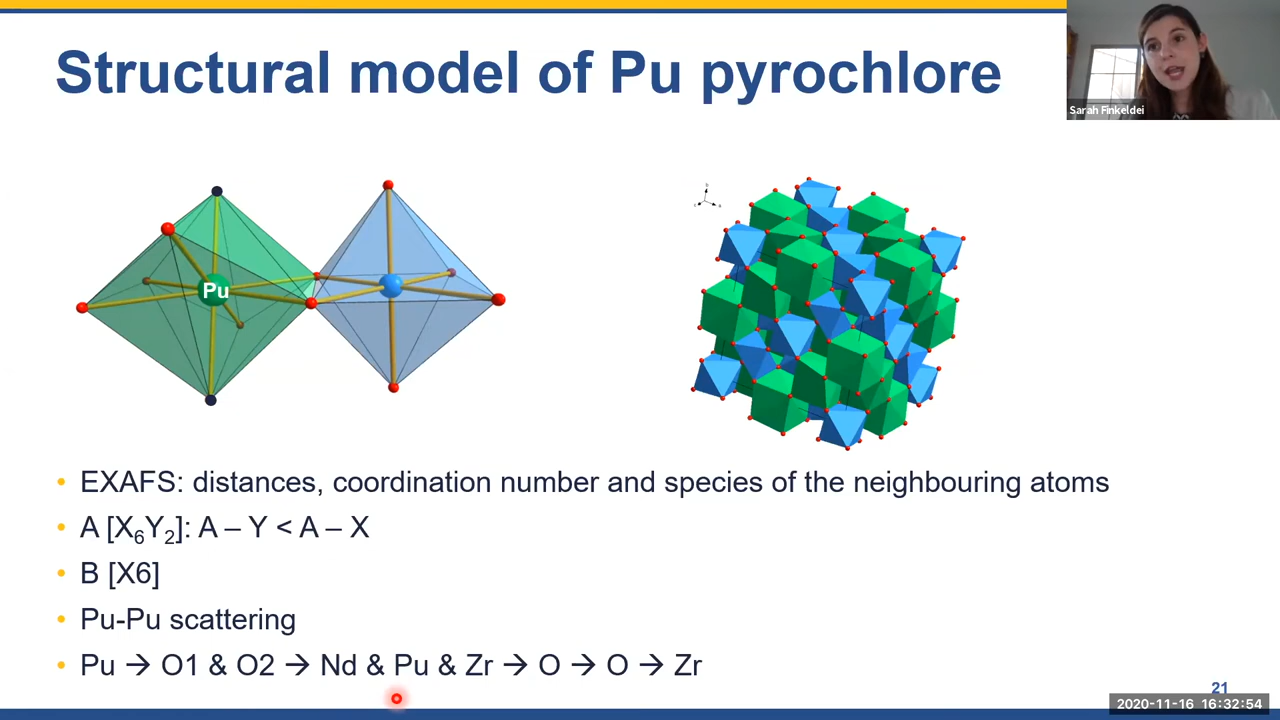 Structural model of Pu pyrochlore
Sarah Finkeldei
Pu
• EXAFS: distances, coordination number and species of the neighbouring atoms
• A [X₆Y₂]: A – Y < A – X
• B [X6]
• Pu-Pu scattering
• Pu → O1 & O2 → Nd & Pu & Zr → O → O → Zr
21
2020-11-16 16:32:54